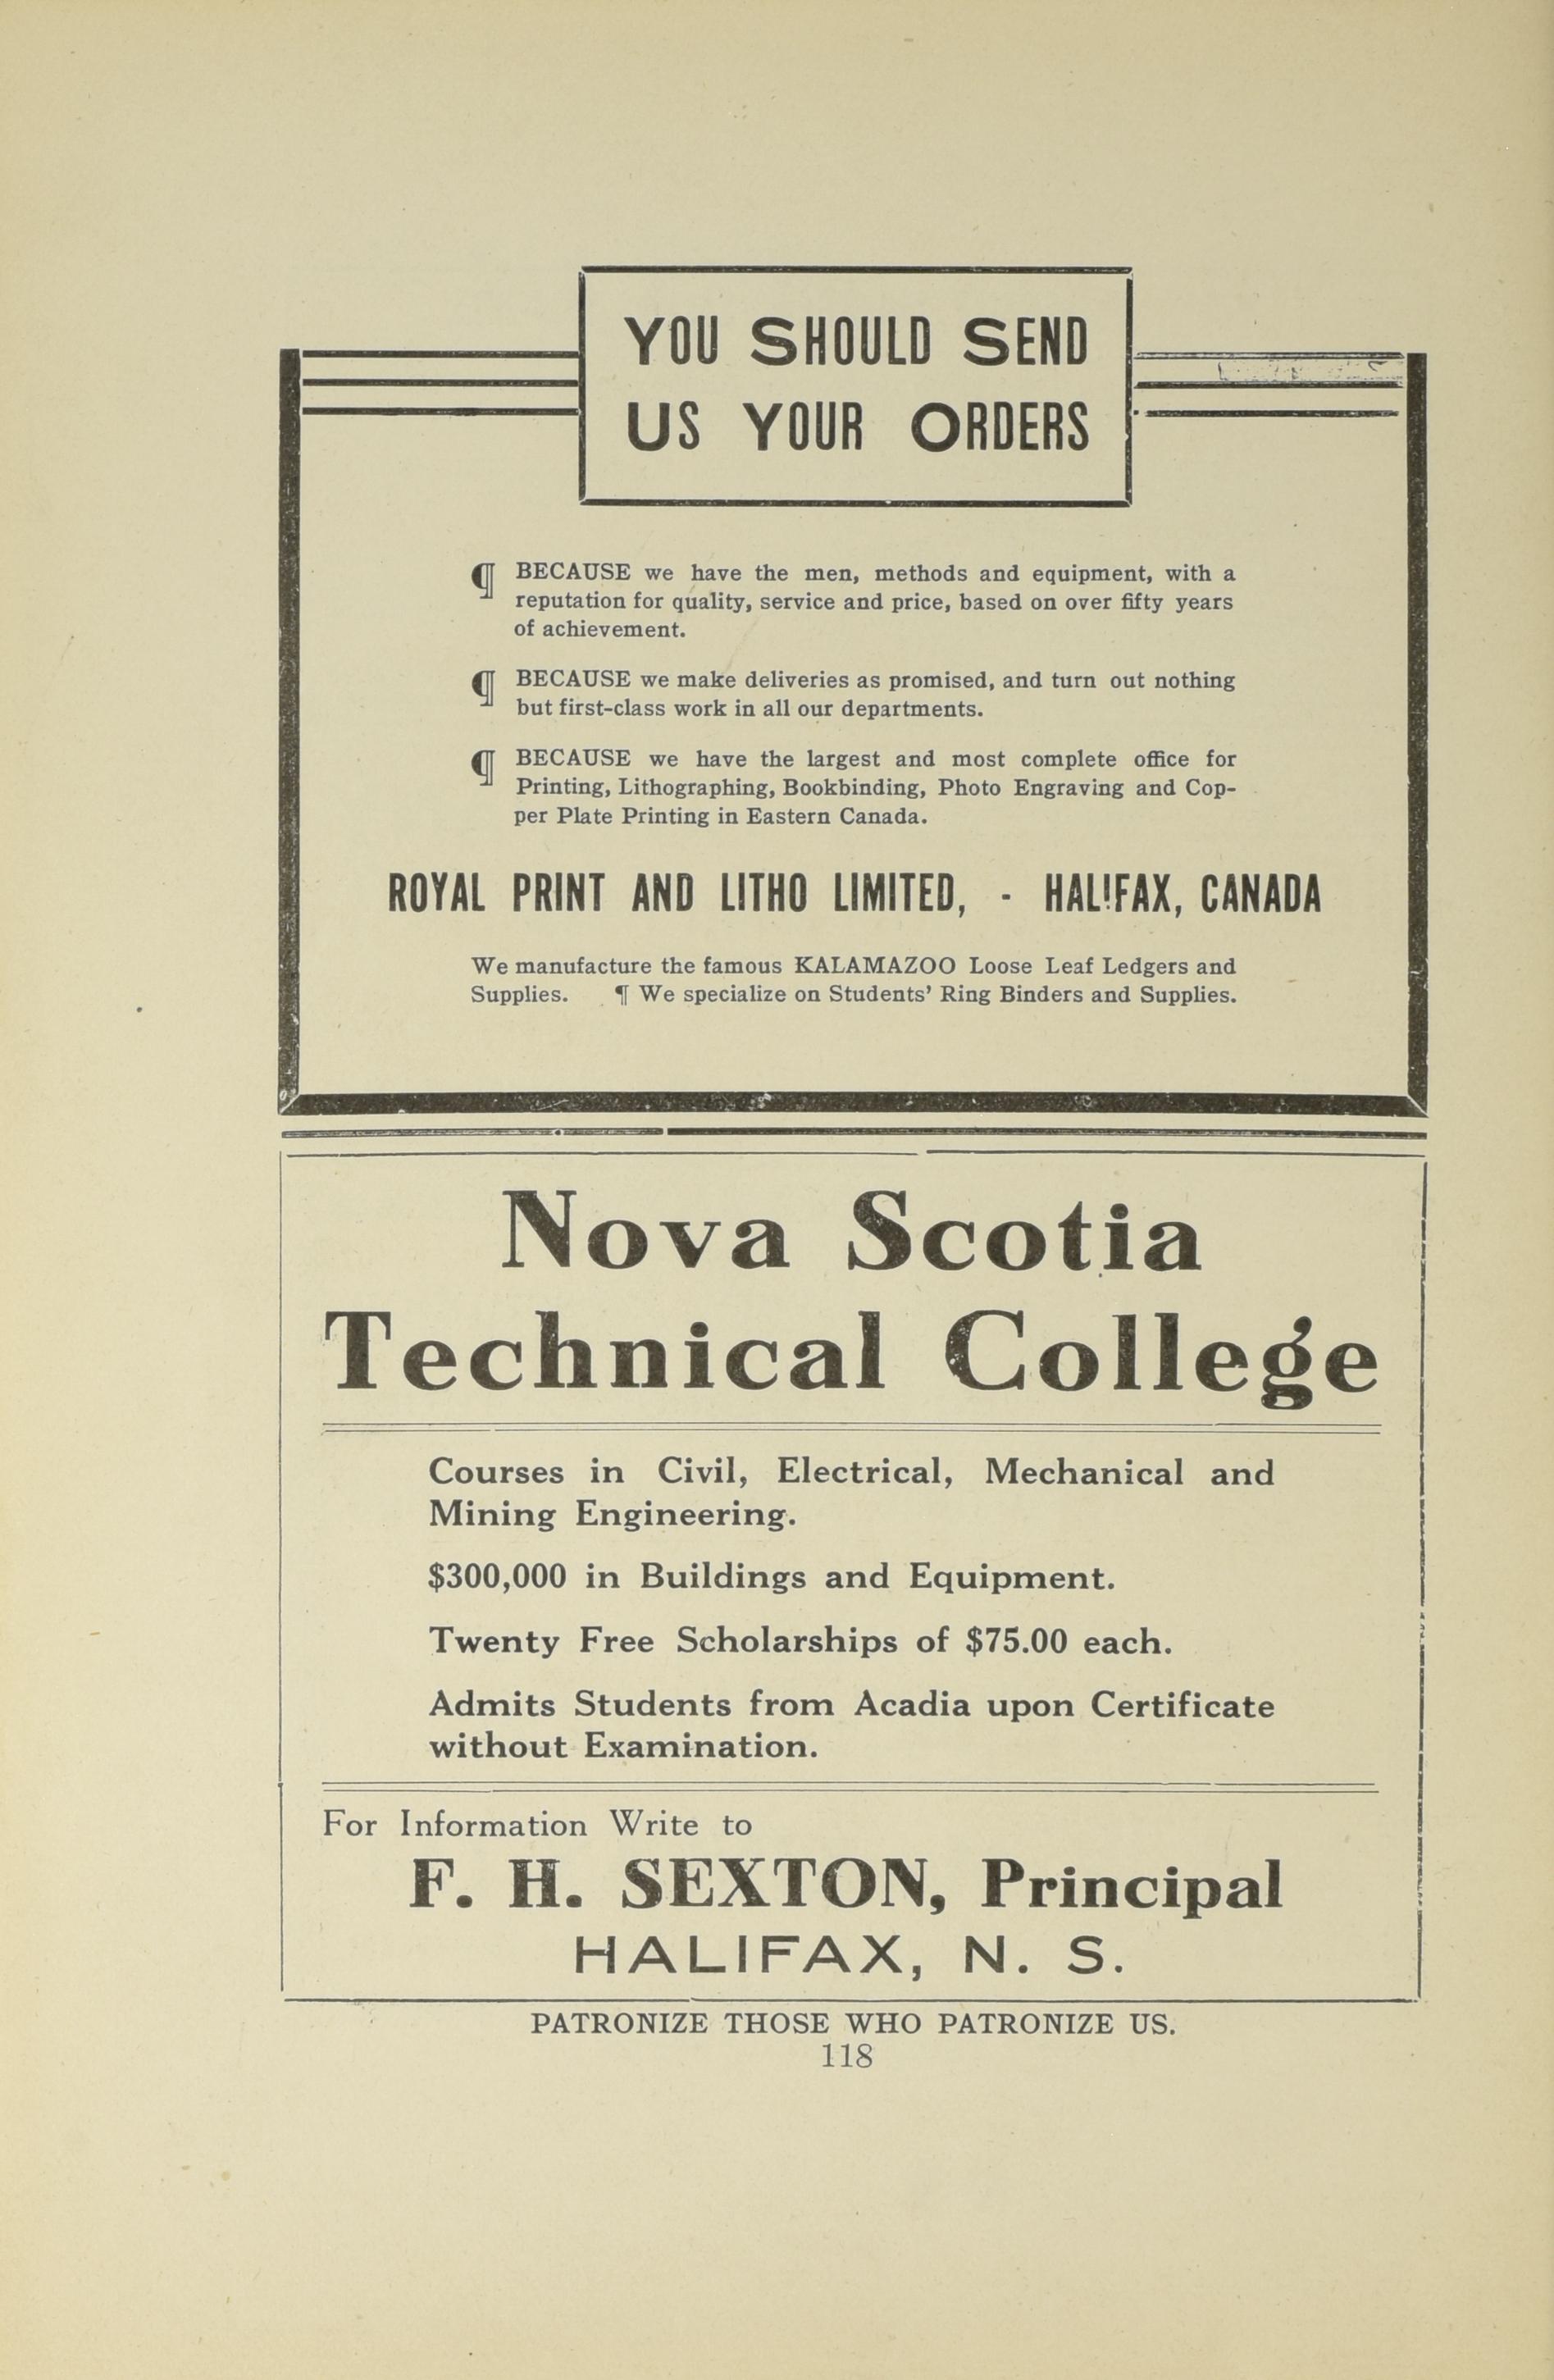 YOU SHOULD SEND
US YOUR ORDERS
¶ BECAUSE we have the men, methods and equipment, with a
reputation for quality, service and price, based on over fifty years
of achievement.
¶ BECAUSE we make deliveries as promised, and turn out nothing
but first-class work in all our departments.
¶ BECAUSE we have the largest and most complete office for
Printing, Lithographing, Bookbinding, Photo Engraving and Cop-
per Plate Printing in Eastern Canada.
ROYAL PRINT AND LITHO LIMITED, - HALIFAX, CANADA
We manufacture the famous KALAMAZOO Loose Leaf Ledgers and
Supplies. ¶ We specialize on Students' Ring Binders and Supplies.
Nova Scotia
Technical College
Courses in Civil, Electrical, Mechanical and
Mining Engineering.
$300,000 in Buildings and Equipment.
Twenty Free Scholarships of $75.00 each.
Admits Students from Acadia upon Certificate
without Examination.
For Information Write to
F. H. SEXTON, Principal
HALIFAX, N. S.
PATRONIZE THOSE WHO PATRONIZE US.
118